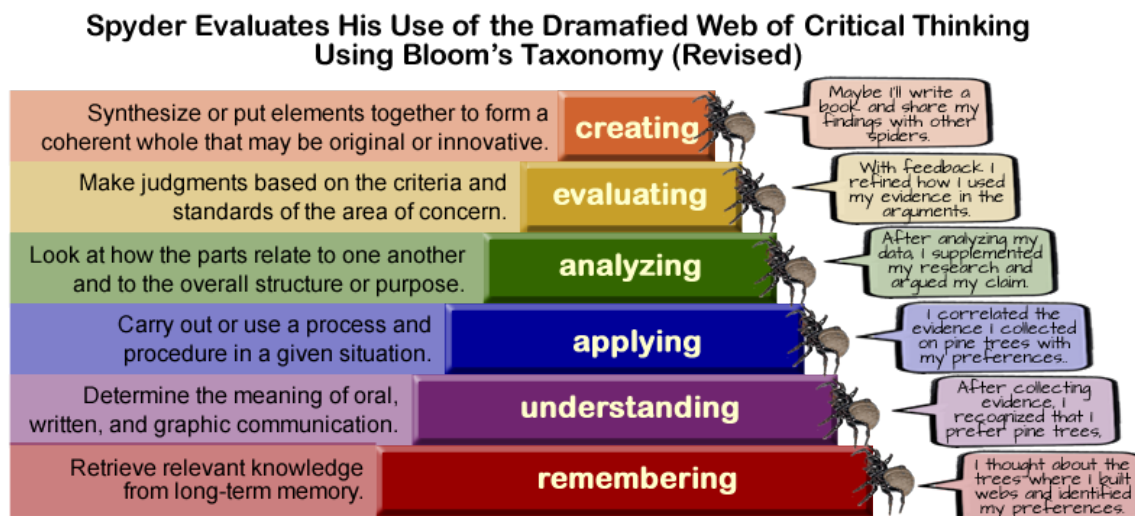 Spyder Evaluates His Use of the Dramafied Web of Critical Thinking
Using Bloom's Taxonomy (Revised)
Synthesize or put elements together to form a
coherent whole that may be original or innovative.
creating
Maybe I'll write a
book and share my
findings with other
spiders.
Make judgments based on the criteria and
standards of the area of concern.
evaluating
With feedback I
refined how I used
my evidence in the
arguments.
Look at how the parts relate to one another
and to the overall structure or purpose.
analyzing
After analyzing my
data, I supplemented
my research and
argued my claim.
Carry out or use a process and
procedure in a given situation.
applying
I correlated the
evidence I collected
on pine trees with
my preferences..
Determine the meaning of oral,
written, and graphic communication.
understanding
After collecting
evidence, I
recognized that I
prefer pine trees.
Retrieve relevant knowledge
from long-term memory.
remembering
I thought about the
trees where I built
webs and identified
my preferences.